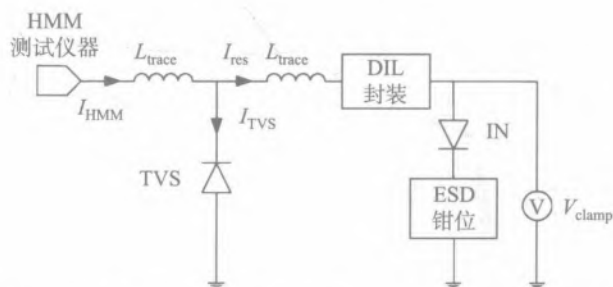 HMM
测试仪器
L_trace
I_res
L_trace
I_HMM
I_TVS
TVS
DIL
封装
IN
ESD
钳位
V
V_clamp